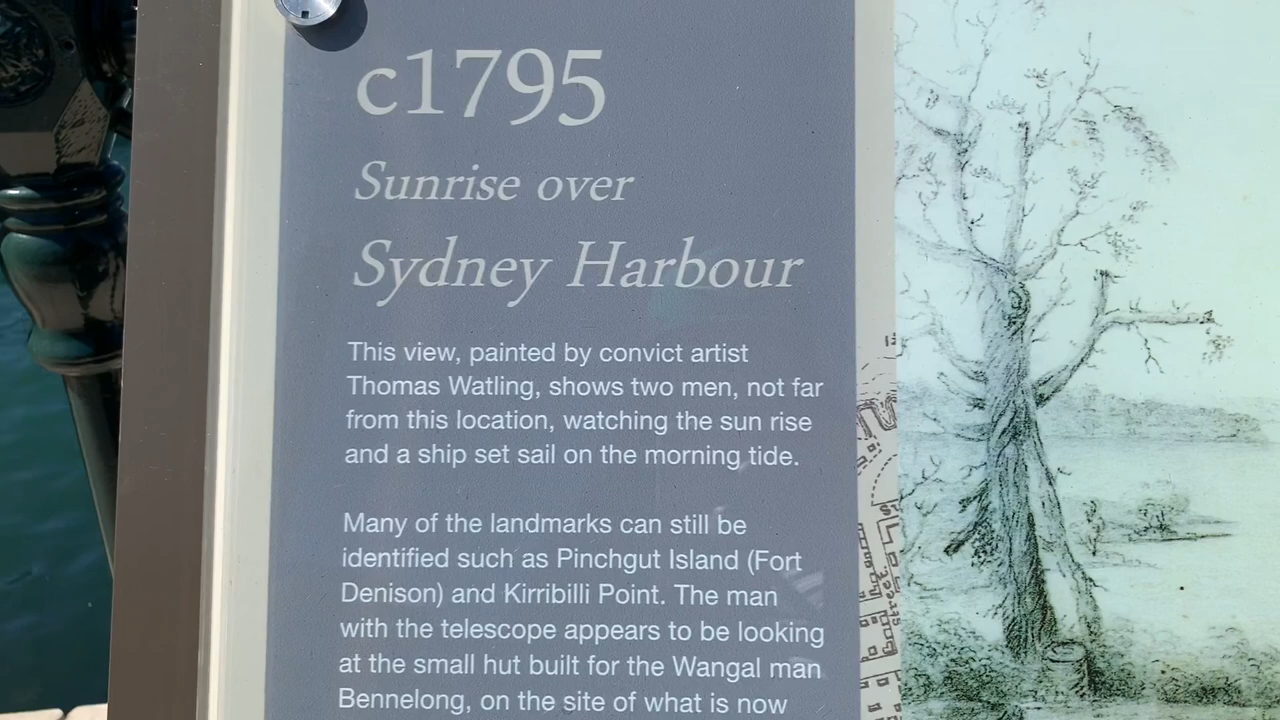 c1795
Sunrise over
Sydney Harbour
This view, painted by convict artist
Thomas Watling, shows two men, not far
from this location, watching the sun rise
and a ship set sail on the morning tide.
Many of the landmarks can still be
identified such as Pinchgut Island (Fort
Denison) and Kirribilli Point. The man
with the telescope appears to be looking
at the small hut built for the Wangal man
Bennelong, on the site of what is now
Street.